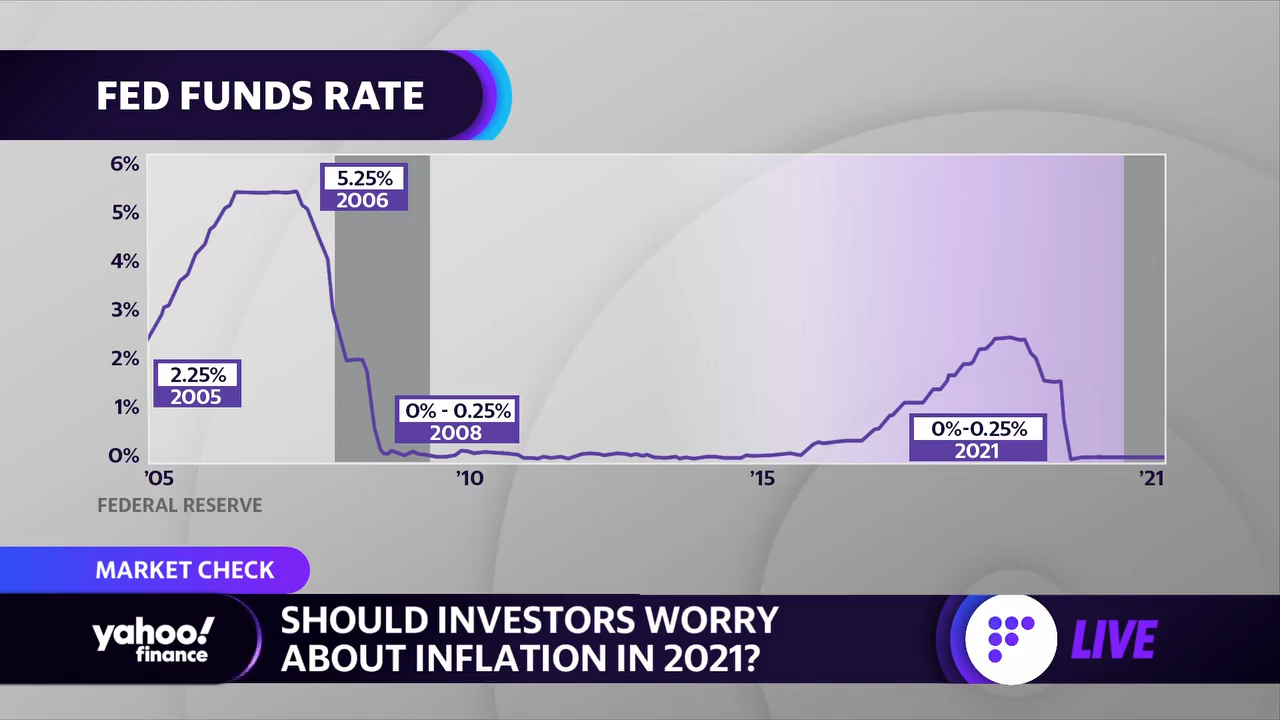 FED FUNDS RATE
6%
5%
4%
3%
2%
1%
0%
5.25%
2006
2.25%
2005
0% - 0.25%
2008
0%-0.25%
2021
'05
'10
'15
'21
FEDERAL RESERVE
MARKET CHECK
yahoo!
finance
SHOULD INVESTORS WORRY
ABOUT INFLATION IN 2021?
LIVE